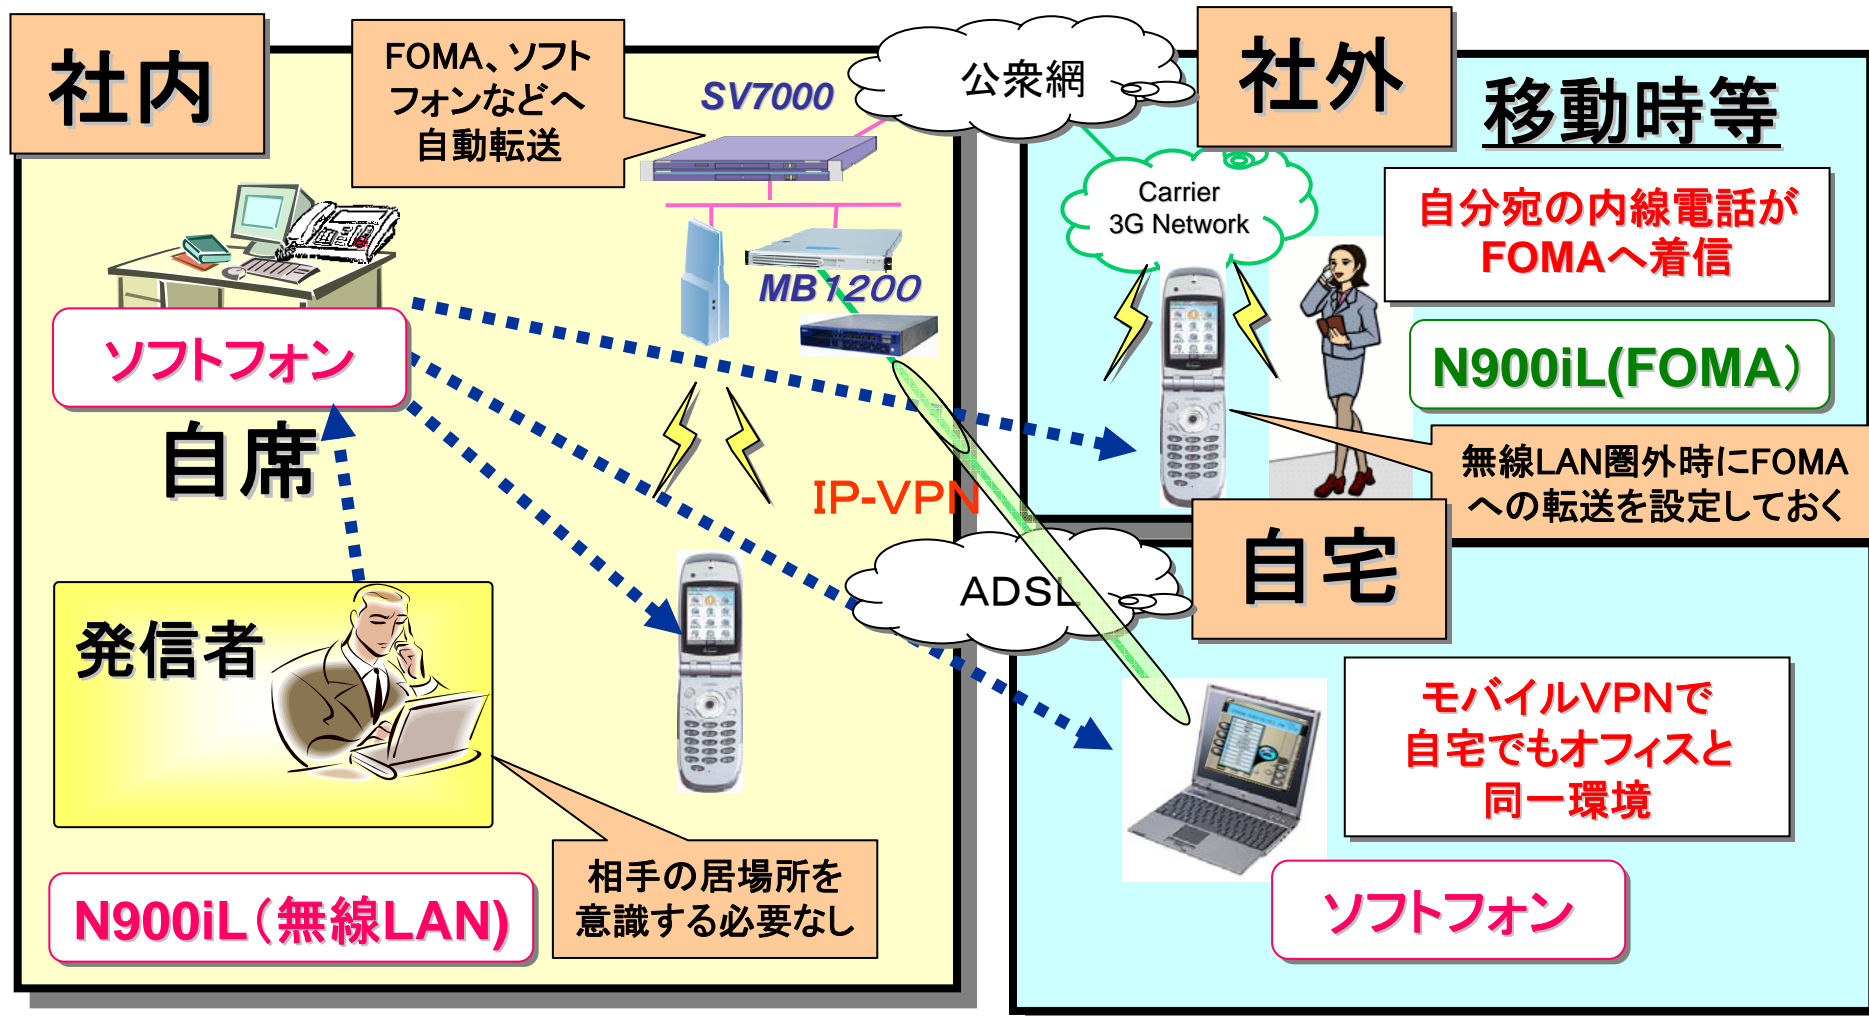 社内
FOMA、ソフト
フォンなどへ
自動転送
SV7000
公衆網
社外
移動時等
Carrier
3G Network
自分宛の内線電話が
FOMAへ着信
MB1200
N900iL(FOMA）
ソフトフォン
自席
無線LAN圏外時にFOMA
への転送を設定しておく
IP-VPN
ADSL
自宅
発信者
モバイルVPNで
自宅でもオフィスと
同一環境
相手の居場所を
意識する必要なし
N900iL（無線LAN)
ソフトフォン